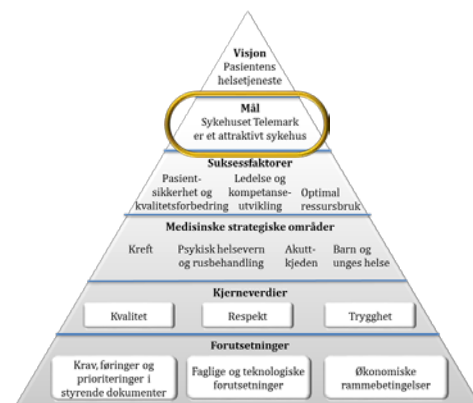 Visjon
Pasientens
helsetjeneste
Mål
Sykehuset Telemark
er et attraktivt sykehus
Suksessfaktorer
Pasient-
sikkerhet og
kvalitetsforbedring
Ledelse og
kompetanse-
utvikling
Optimal
ressursbruk
Medisinske strategiske områder
Kreft
Psykisk helsevern
og rusbehandling
Akutt-
kjeden
Barn og
unges helse
Kjerneverdier
Kvalitet
Respekt
Trygghet
Forutsetninger
Krav, føringer og
prioriteringer i
styrende dokumenter
Faglige og teknologiske
forutsetninger
Økonomiske
rammebetingelser